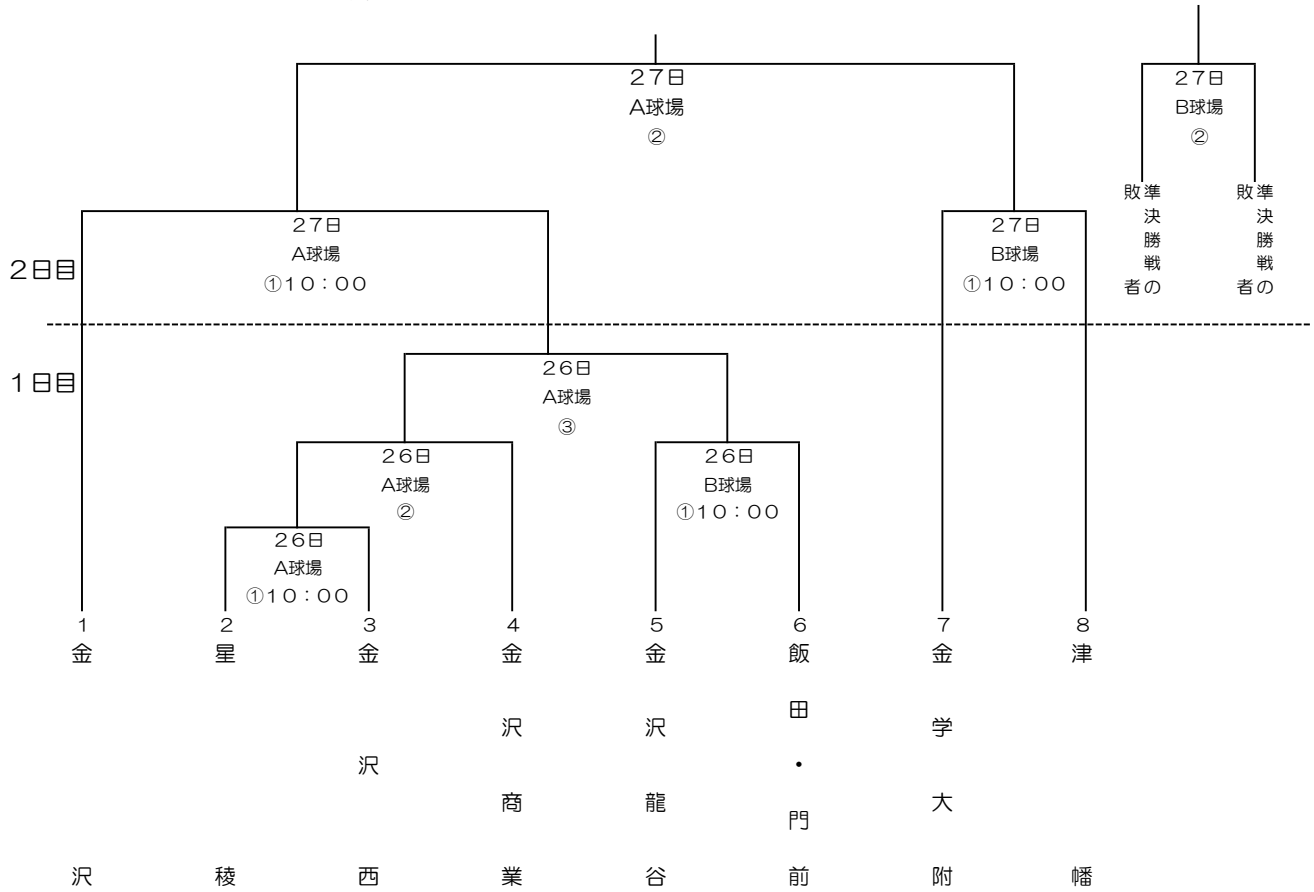 27日
A球場
②
27日
B球場
②
準決勝戦の
敗者
準決勝戦の
敗者
27日
A球場
①10：00
27日
B球場
①10：00
2日目
1日目
26日
A球場
③
26日
A球場
②
26日
B球場
①10：00
26日
A球場
①10：00
1
金沢
2
星稜
3
金沢西
4
金沢商業
5
金沢龍谷
6
飯田・門前
7
金学大附
8
津幡